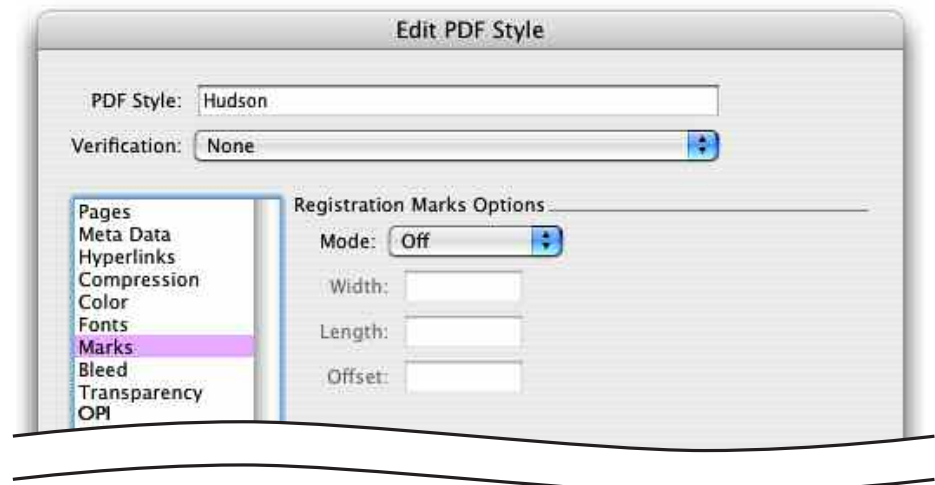 Edit PDF Style
PDF Style: Hudson
Verification: None
Pages
Meta Data
Hyperlinks
Compression
Color
Fonts
Marks
Bleed
Transparency
OPI
Registration Marks Options
Mode: Off
Width:
Length:
Offset: